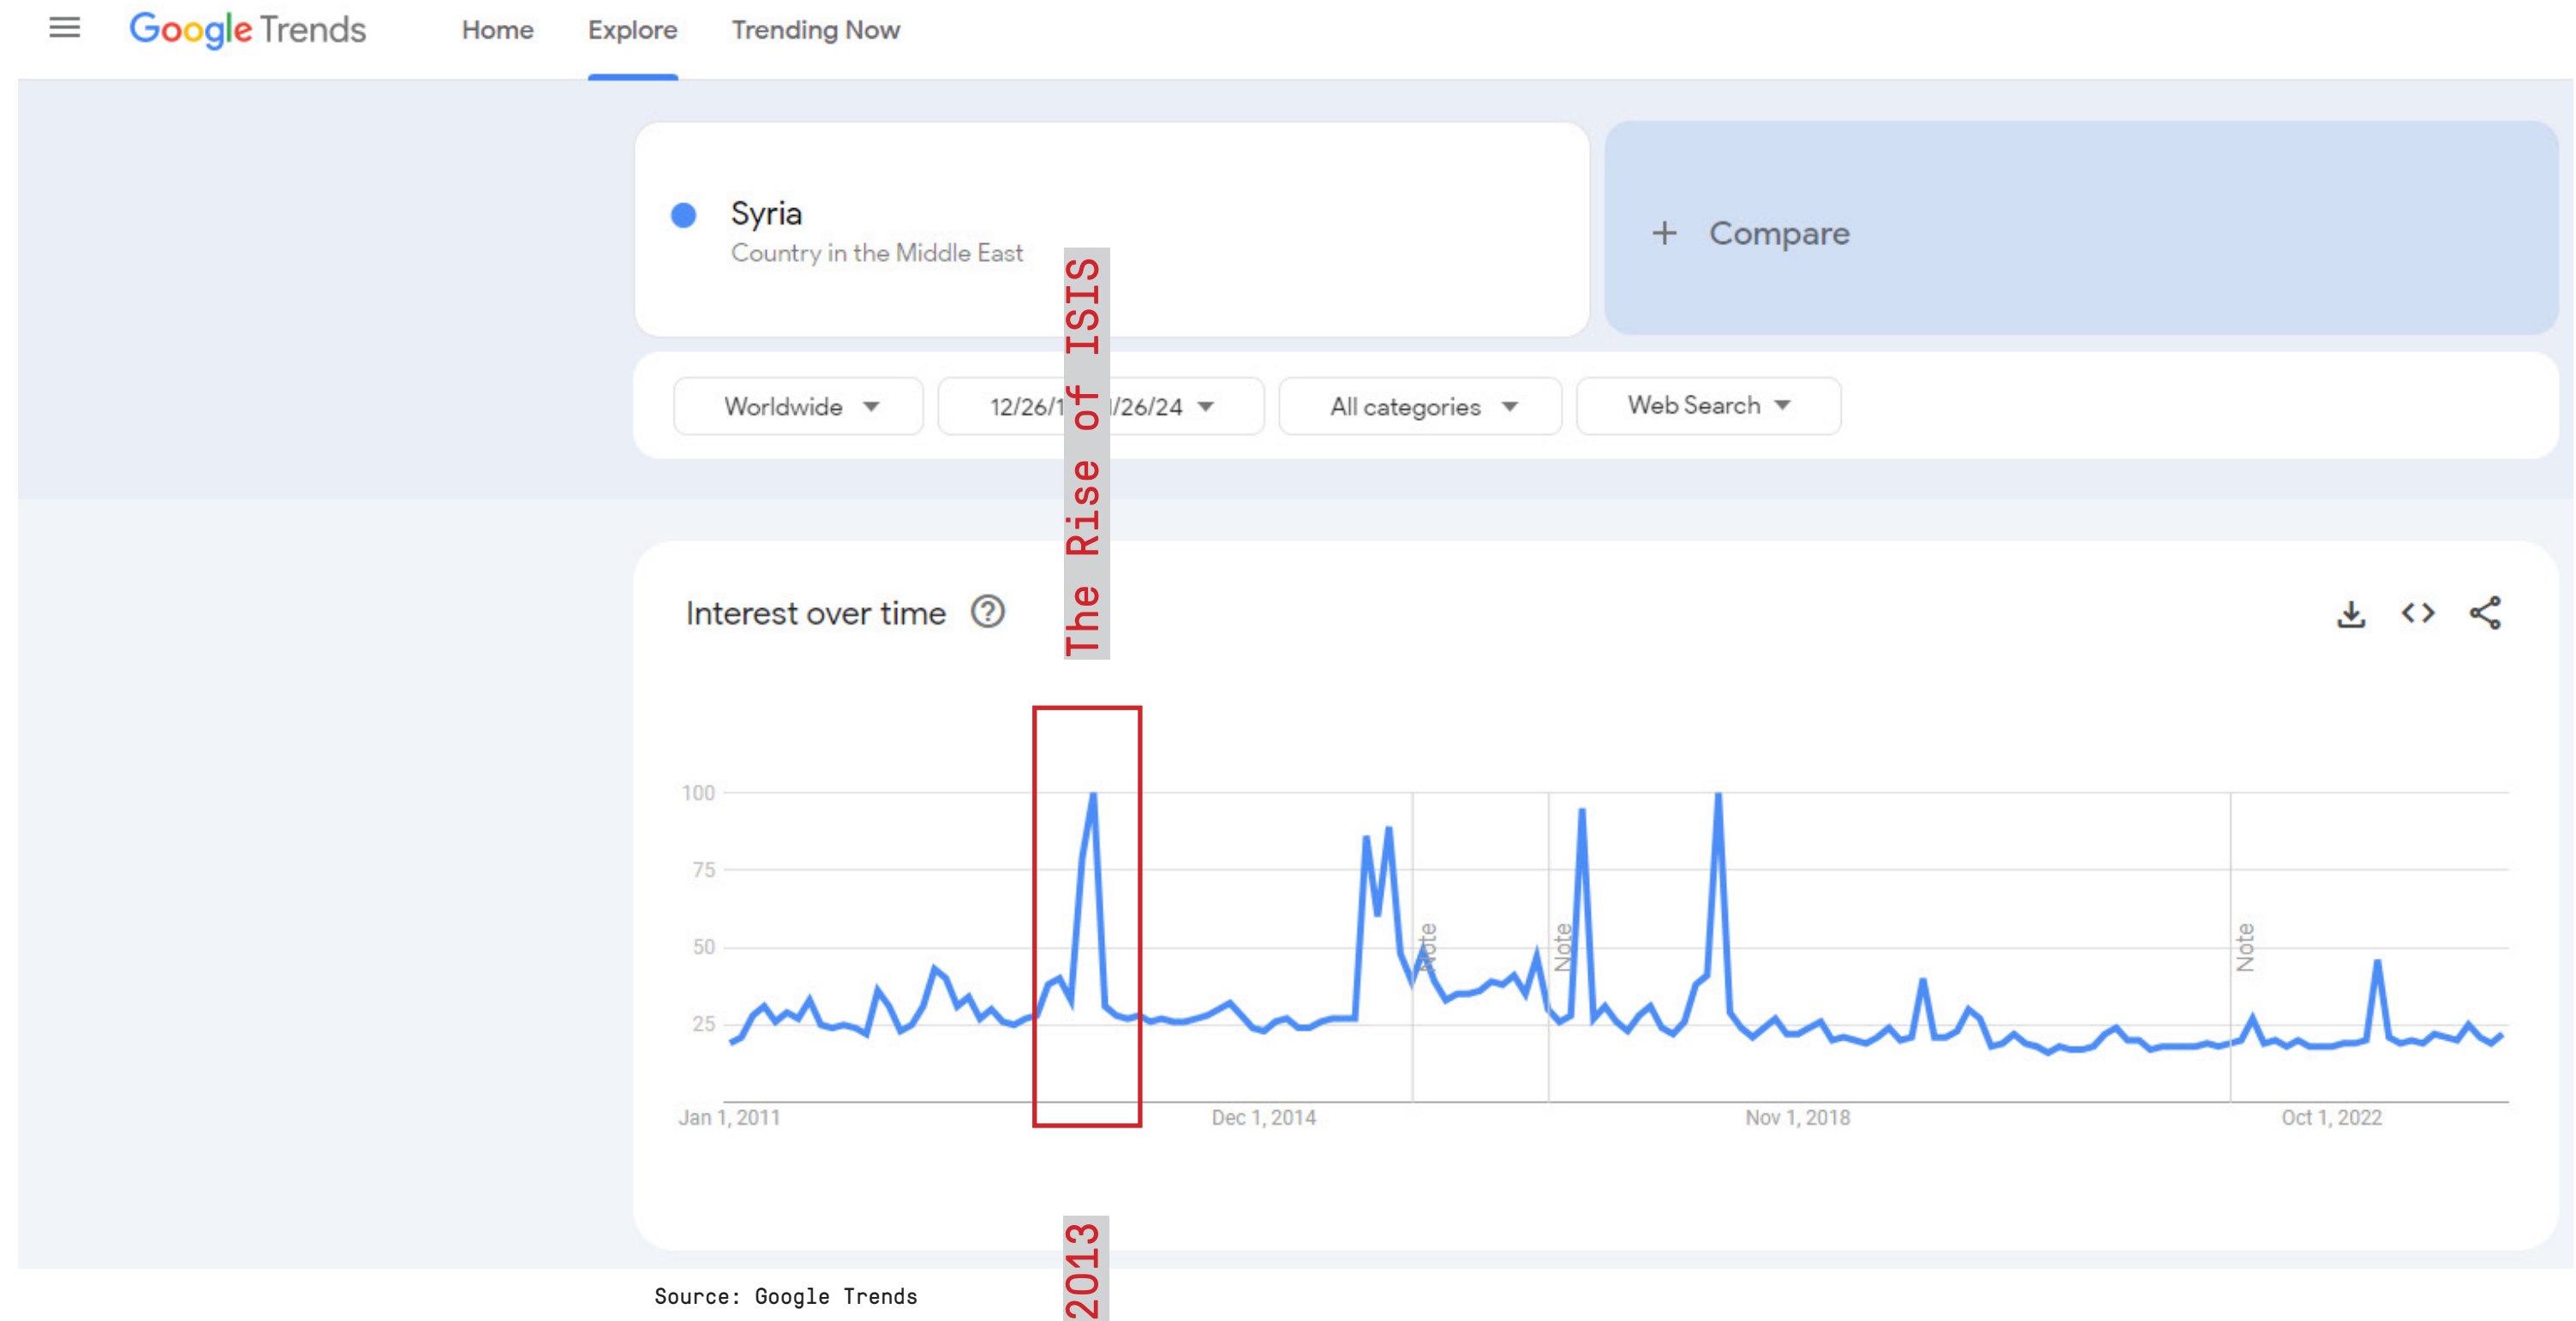 Google Trends
Home
Explore
Trending Now
Syria
Country in the Middle East
+ Compare
The Rise of ISIS
Worldwide
12/26/1
/26/24
All categories
Web Search
Interest over time
100
75
50
25
Note
Note
Note
Jan 1, 2011
Dec 1, 2014
Nov 1, 2018
Oct 1, 2022
2013
Source: Google Trends